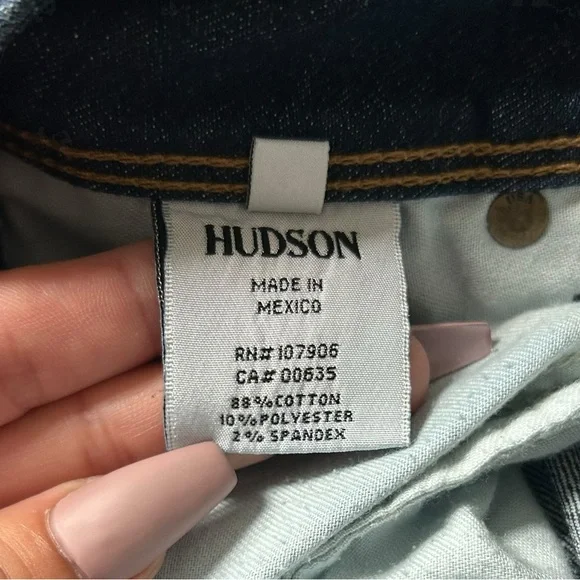 HUDSON
MADE IN
MEXICO
RN# 107906
CA# 00635
88%COTTON
10%POLYESTER
2% SPANDEX